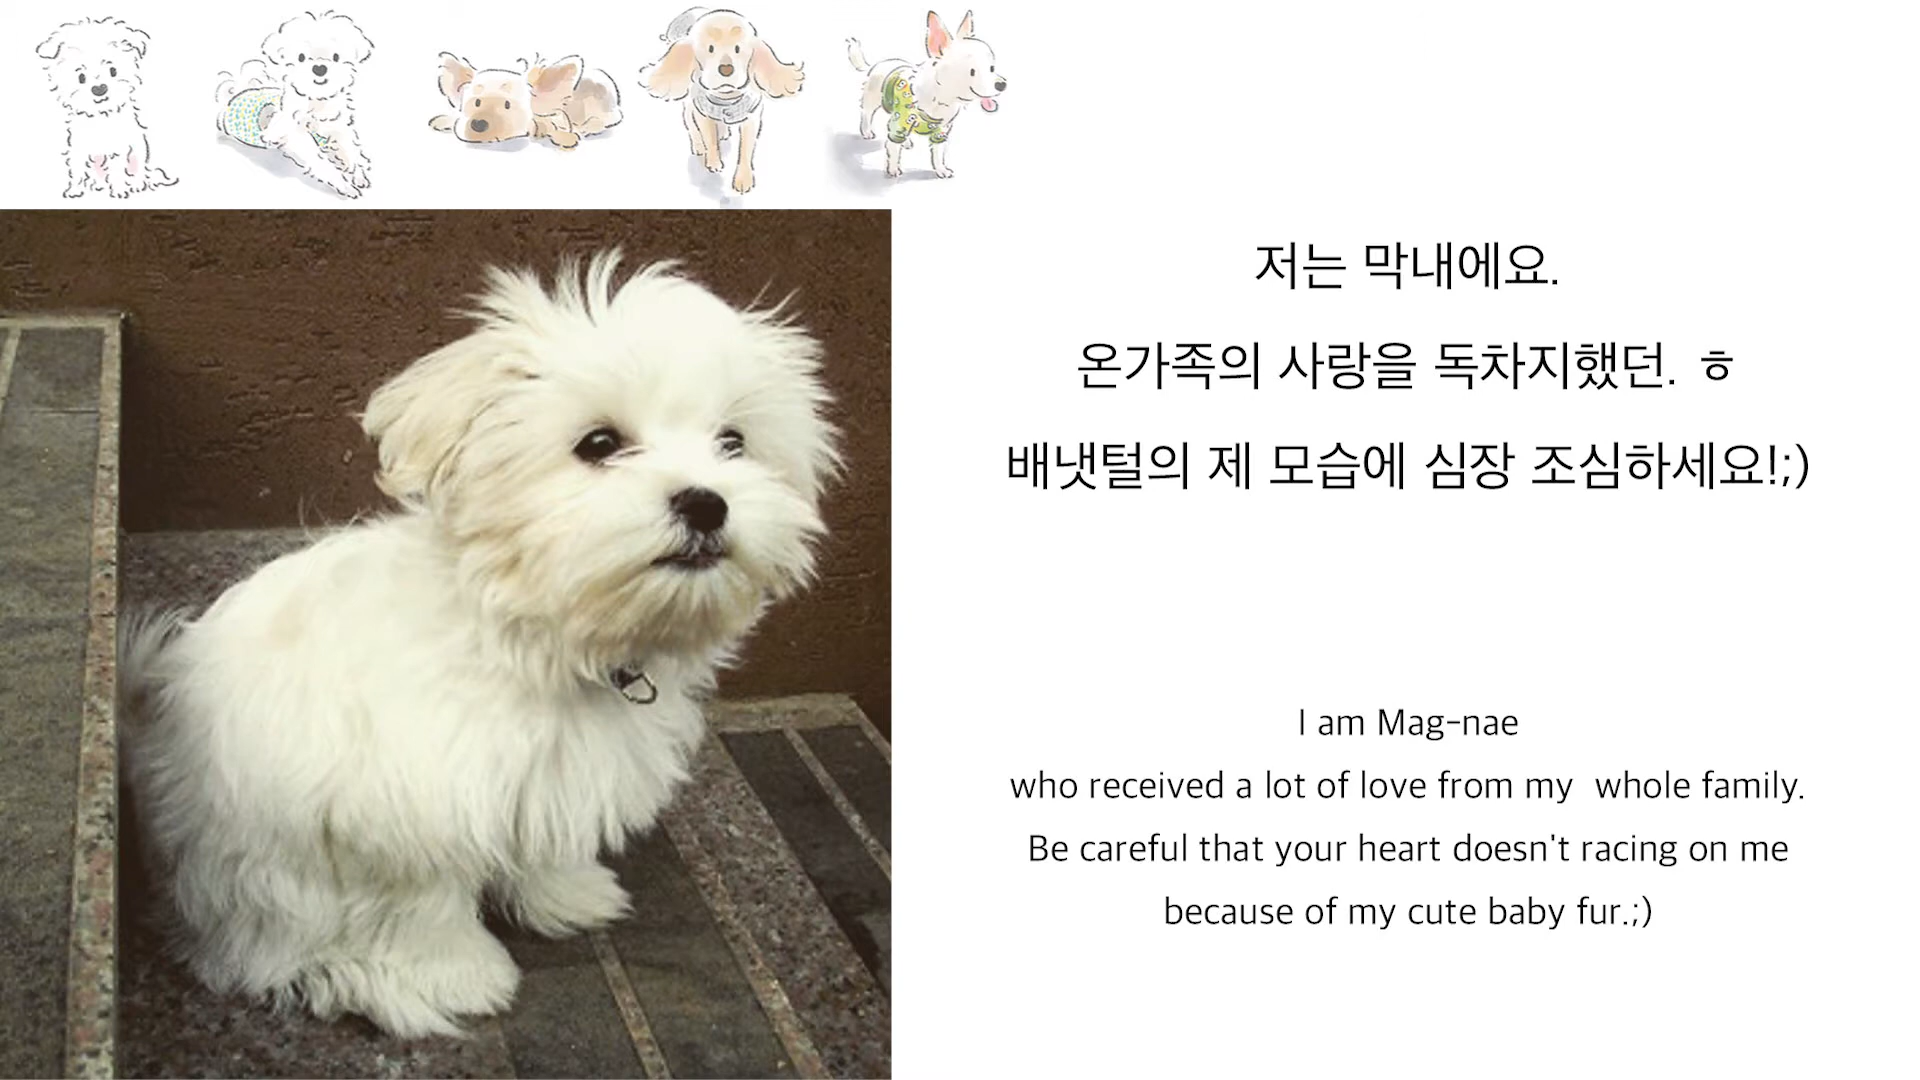 저는 막내에요.
온가족의 사랑을 독차지했던. ㅎ
배냇털의 제 모습에 심장 조심하세요!;)
I am Mag-nae
who received a lot of love from my  whole family.
Be careful that your heart doesn't racing on me
because of my cute baby fur.;)